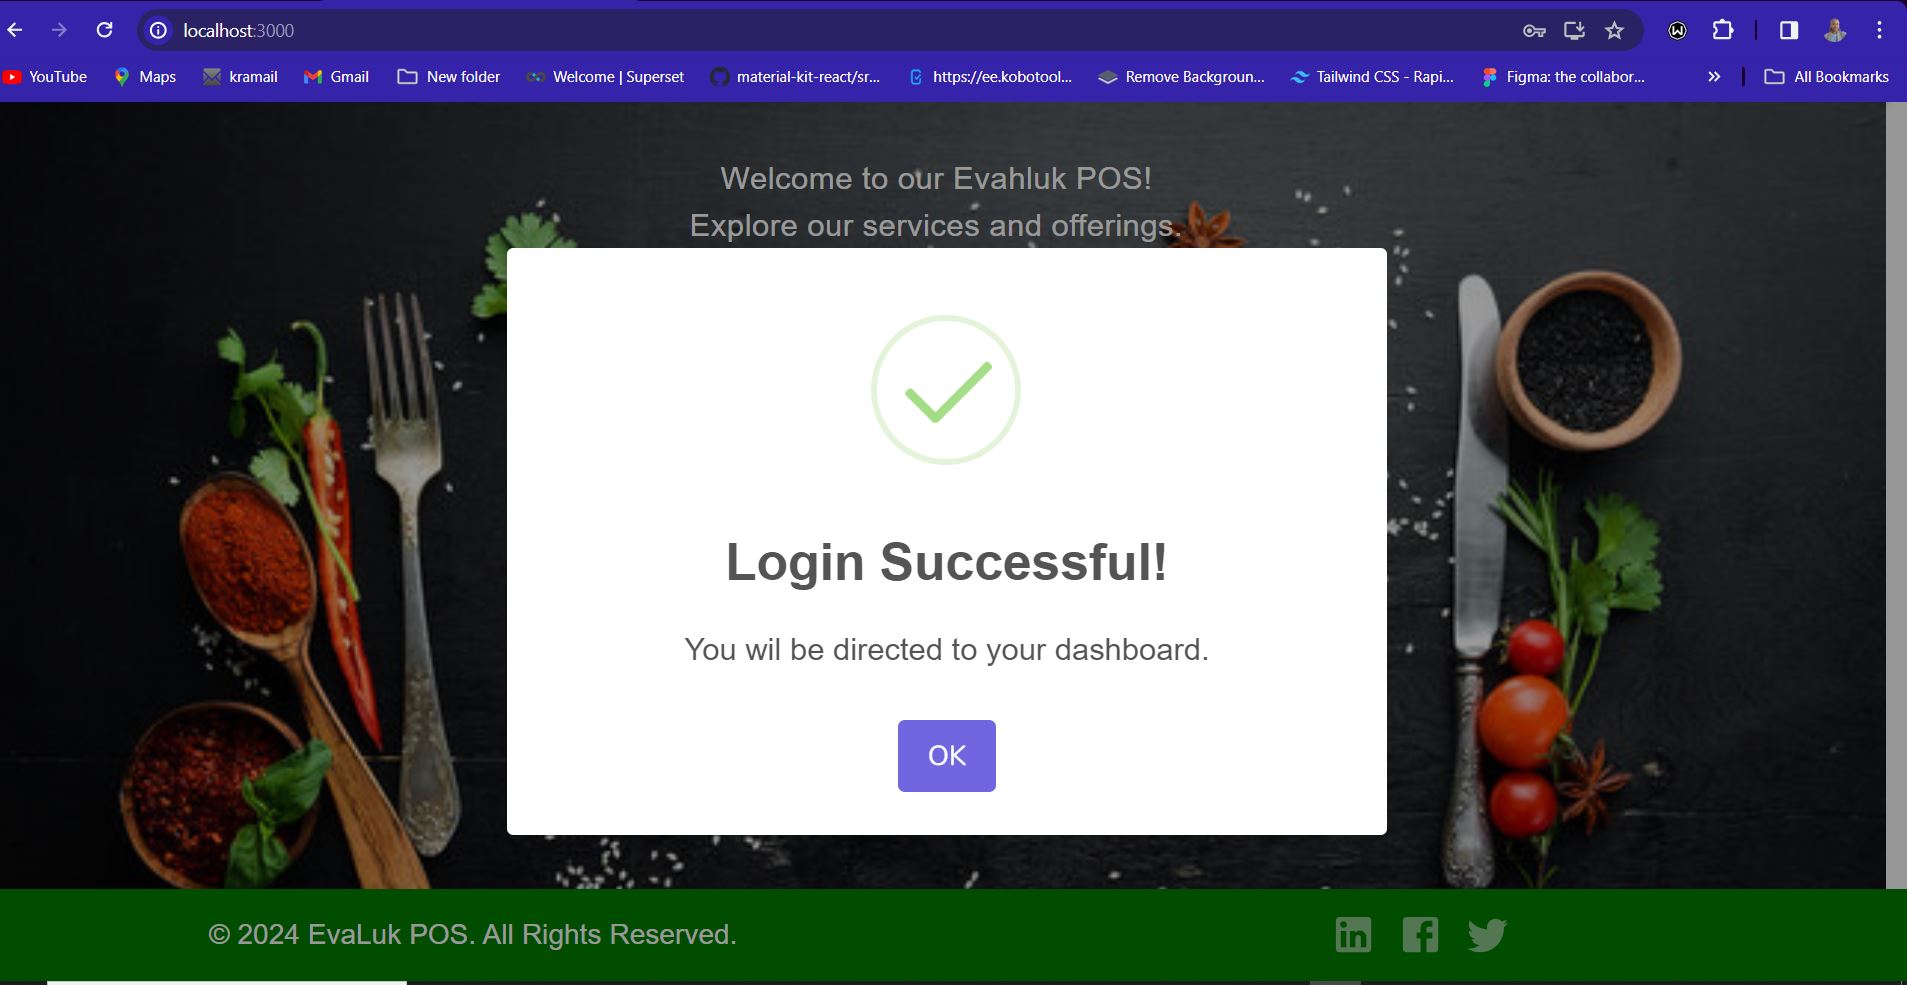 localhost:3000
YouTube Maps kramail Gmail New folder Welcome | Superset material-kit-react/sr... https://ee.kobotool... Remove Backgroun... Tailwind CSS - Rapi... Figma: the collabor... » All Bookmarks
Welcome to our Evahluk POS!
Explore our services and offerings.
Login Successful!
You wil be directed to your dashboard.
OK
© 2024 EvaLuk POS. All Rights Reserved.